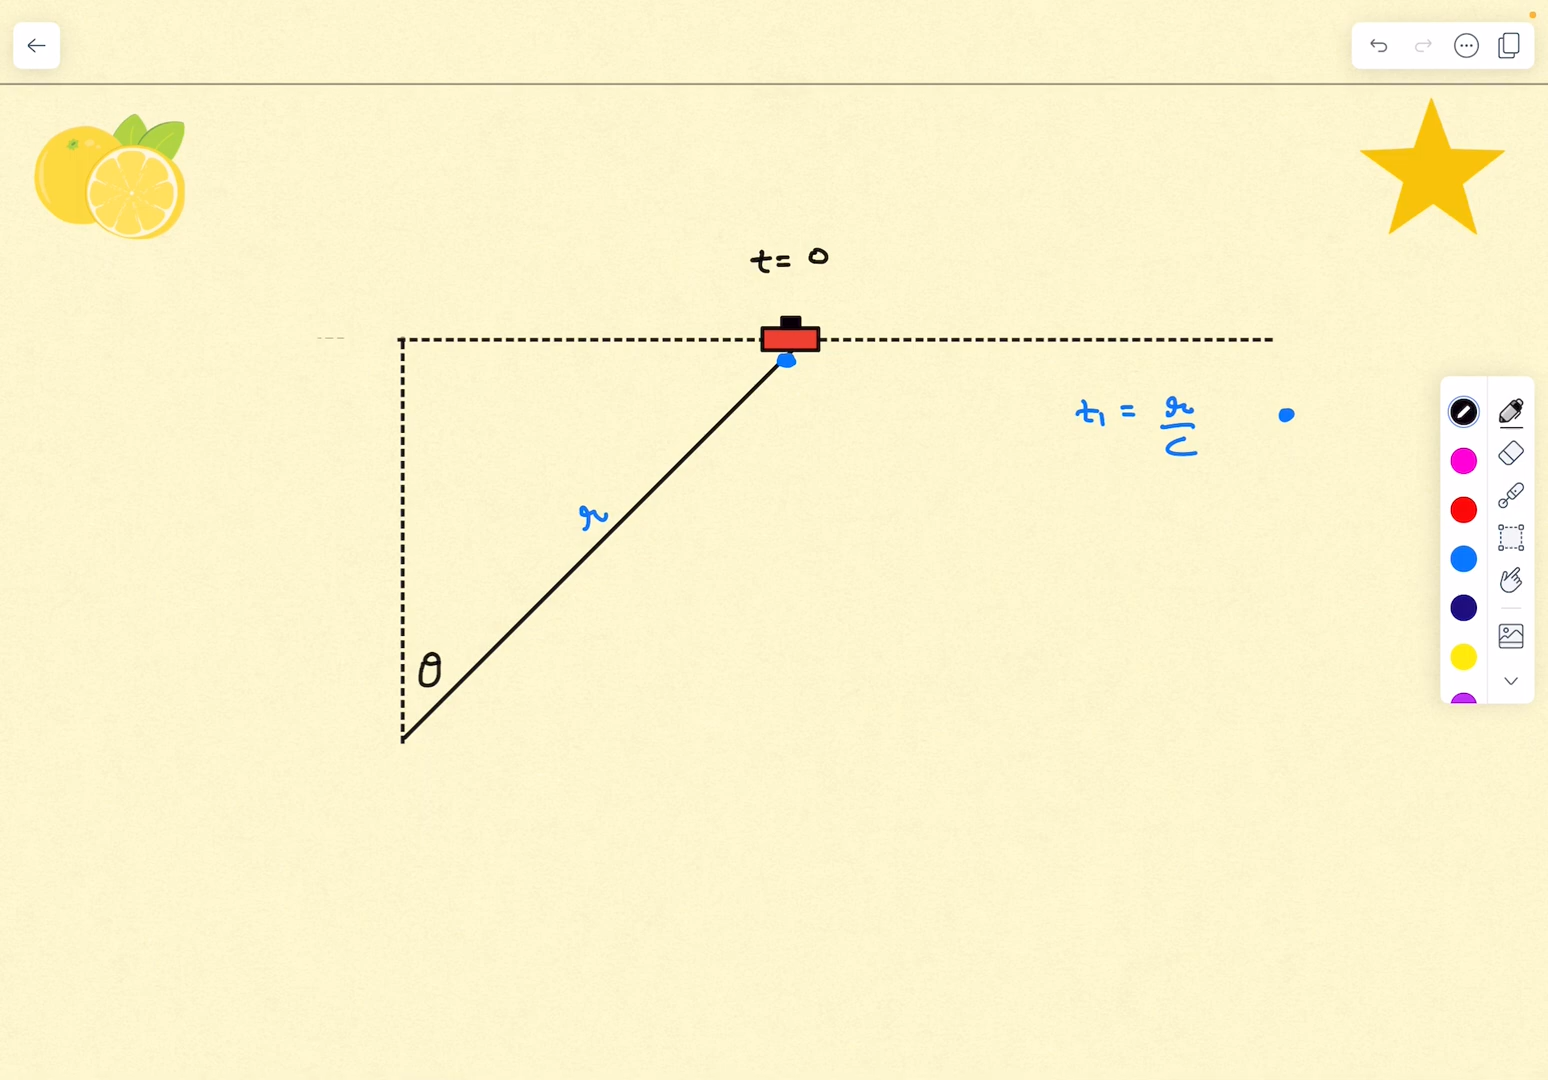 t = 0
t₁ = r/c
r
θ